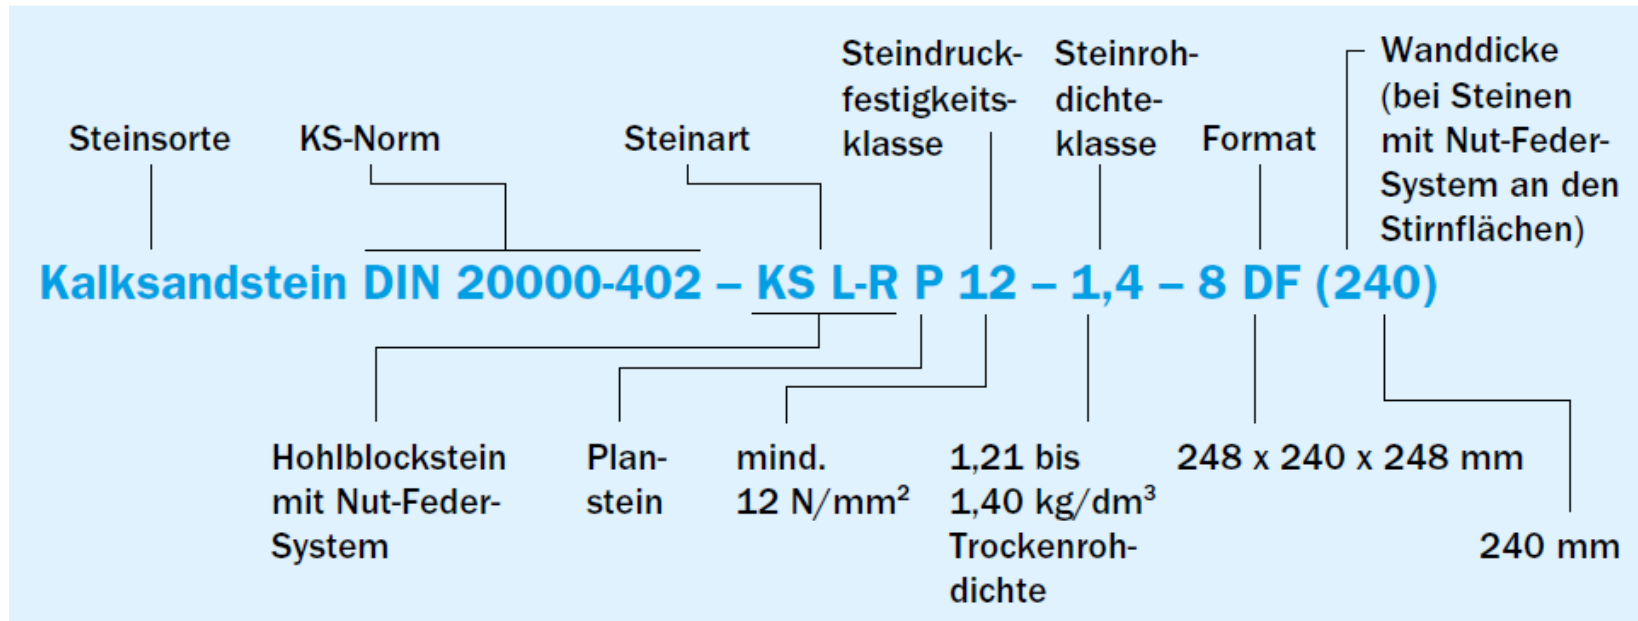 Steinsorte
KS-Norm
Steinart
Steindruck-
festigkeits-
klasse
Steinroh-
dichte-
klasse
Format
Wanddicke
(bei Steinen
mit Nut-Feder-
System an den
Stirnflächen)
Kalksandstein DIN 20000-402 – KS L-R P 12 – 1,4 – 8 DF (240)
Hohlblockstein
mit Nut-Feder-
System
Plan-
stein
mind.
12 N/mm²
1,21 bis
1,40 kg/dm³
Trockenroh-
dichte
248 x 240 x 248 mm
240 mm